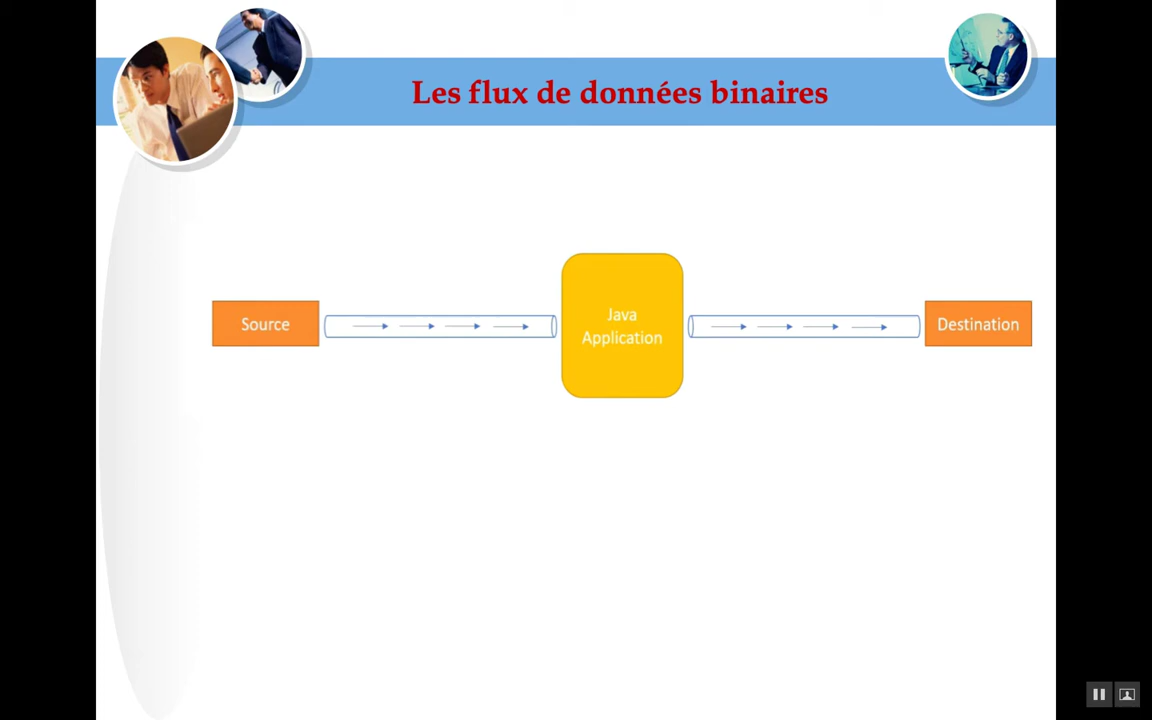 Les flux de données binaires
Source
Java
Application
Destination